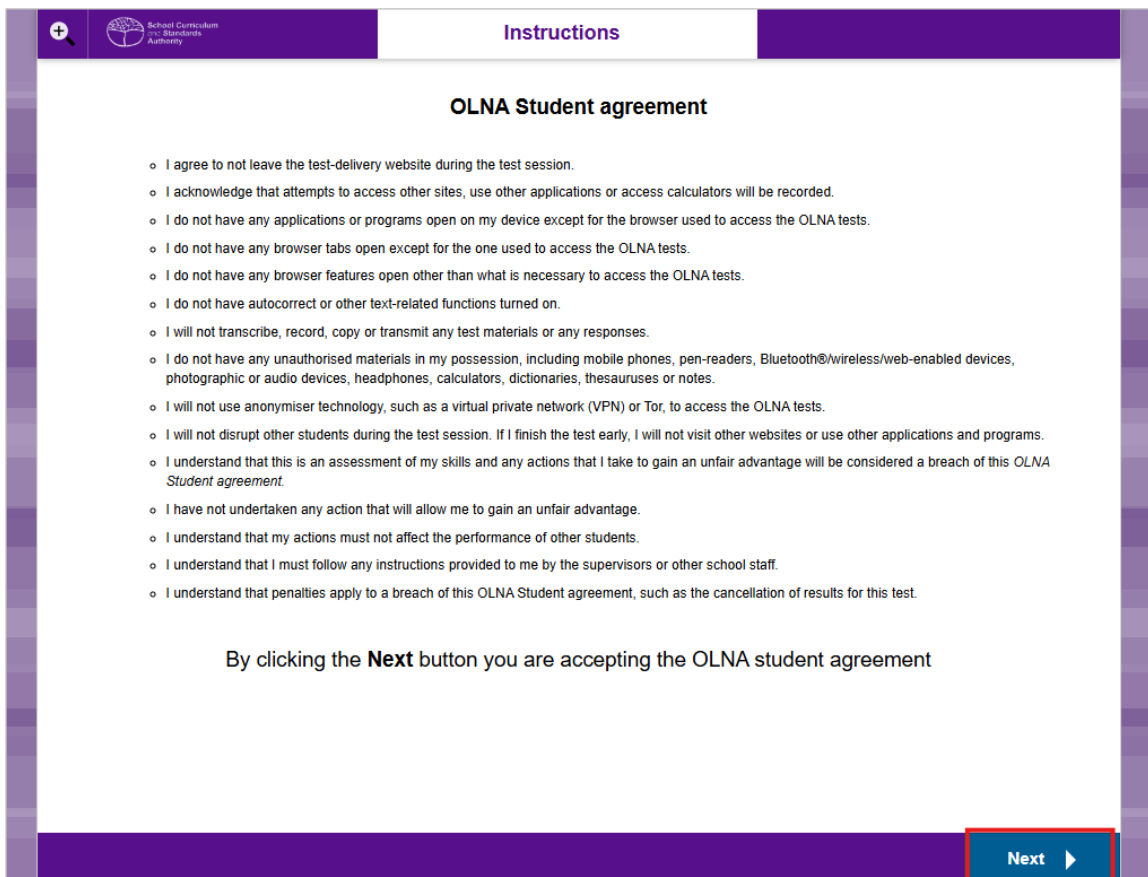 School Curriculum
and Standards
Authority
Instructions
OLNA Student agreement
I agree to not leave the test-delivery website during the test session.
I acknowledge that attempts to access other sites, use other applications or access calculators will be recorded.
I do not have any applications or programs open on my device except for the browser used to access the OLNA tests.
I do not have any browser tabs open except for the one used to access the OLNA tests.
I do not have any browser features open other than what is necessary to access the OLNA tests.
I do not have autocorrect or other text-related functions turned on.
I will not transcribe, record, copy or transmit any test materials or any responses.
I do not have any unauthorised materials in my possession, including mobile phones, pen-readers, Bluetooth®/wireless/web-enabled devices,
photographic or audio devices, headphones, calculators, dictionaries, thesauruses or notes.
I will not use anonymiser technology, such as a virtual private network (VPN) or Tor, to access the OLNA tests.
I will not disrupt other students during the test session. If I finish the test early, I will not visit other websites or use other applications and programs.
I understand that this is an assessment of my skills and any actions that I take to gain an unfair advantage will be considered a breach of this OLNA
Student agreement.
I have not undertaken any action that will allow me to gain an unfair advantage.
I understand that my actions must not affect the performance of other students.
I understand that I must follow any instructions provided to me by the supervisors or other school staff.
I understand that penalties apply to a breach of this OLNA Student agreement, such as the cancellation of results for this test.
By clicking the Next button you are accepting the OLNA student agreement
Next